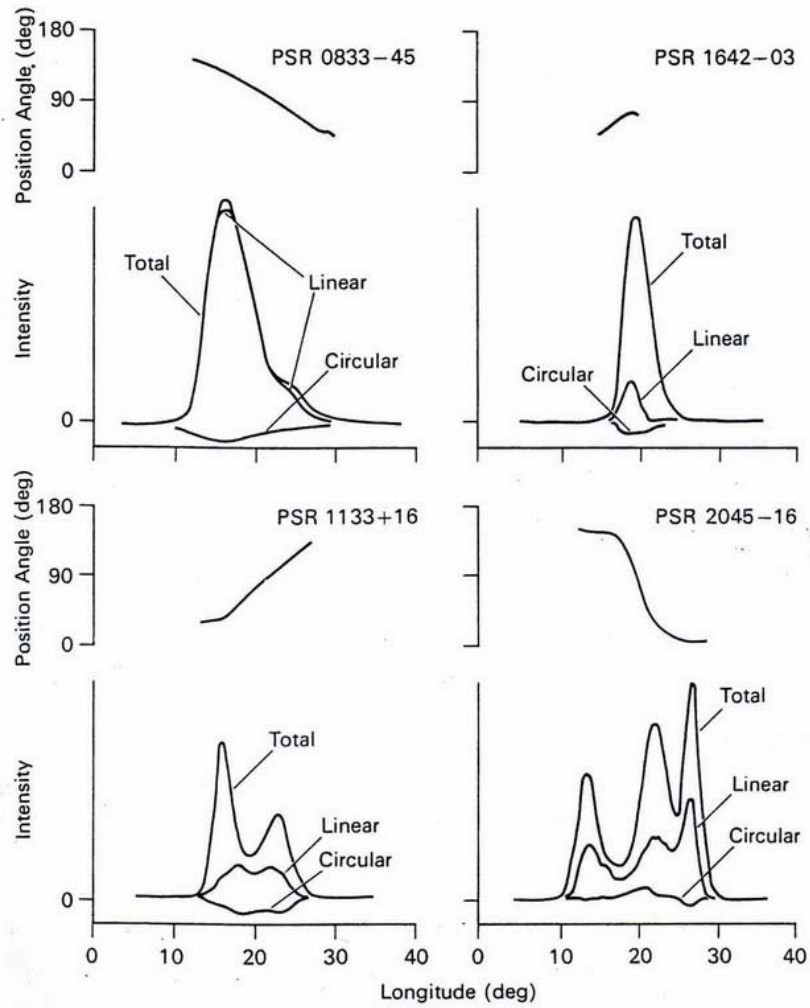 Position Angle, (deg)
180
90
0
PSR 0833−45
PSR 1642−03
Intensity
0
Total
Linear
Circular
Total
Linear
Circular
Position Angle (deg)
180
90
0
PSR 1133+16
PSR 2045−16
Intensity
0
Total
Linear
Circular
Total
Linear
Circular
0 10 20 30 40
0 10 20 30 40
Longitude (deg)